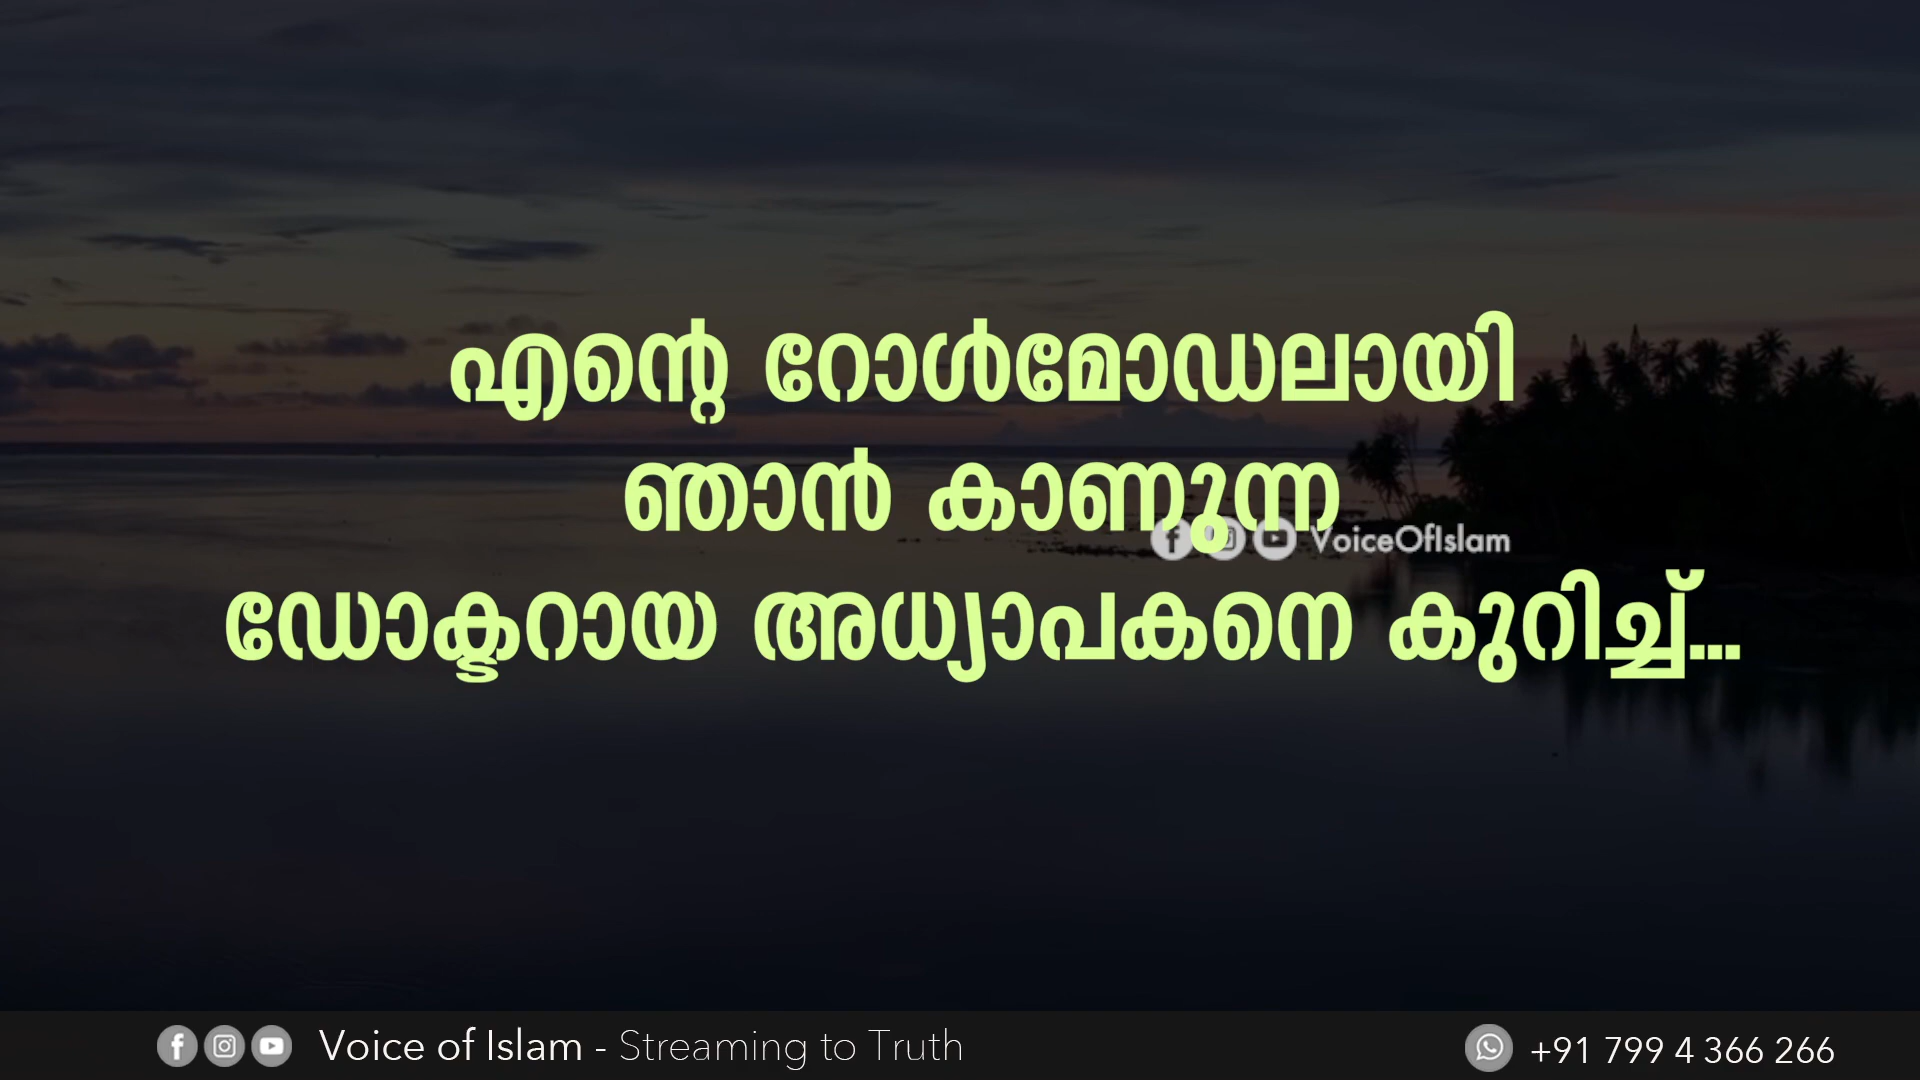 എന്റെ റോൾമോഡലായി
ഞാൻ കാണുന്ന
VoiceOfIslam
ഡോക്ടറായ അധ്യാപകനെ കുറിച്ച്...
Voice of Islam - Streaming to Truth
+91 799 4 366 266